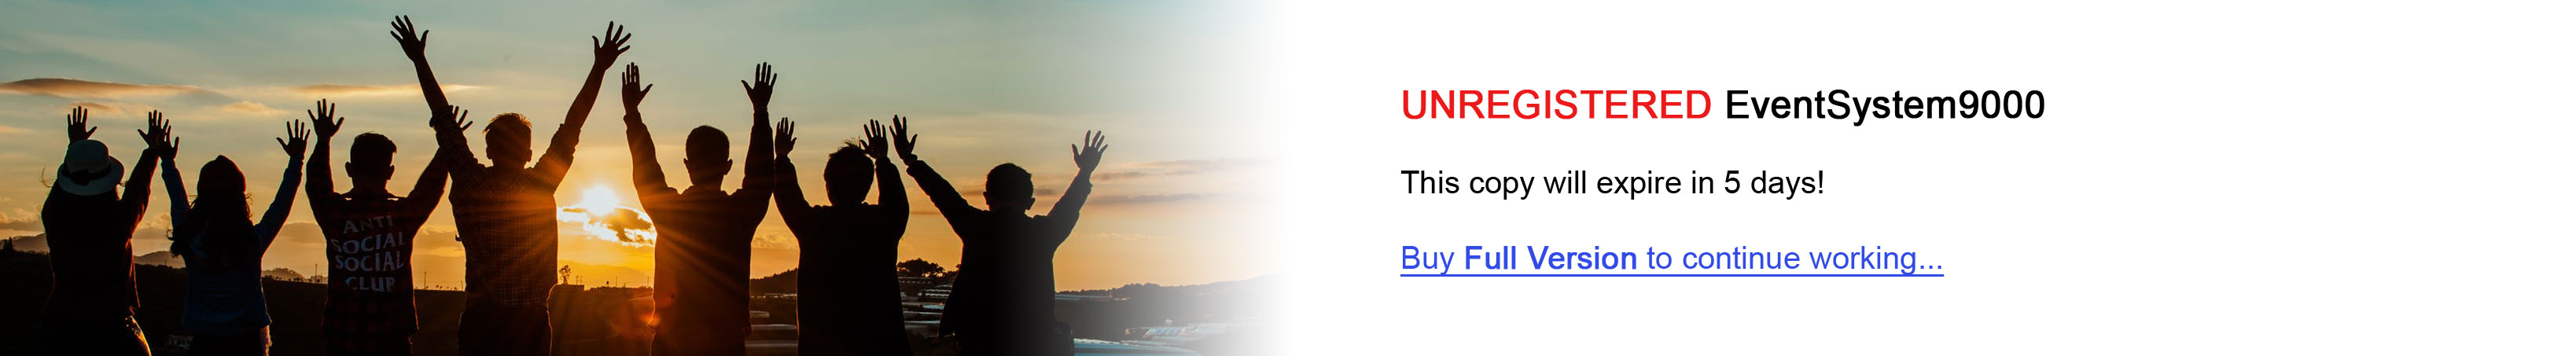 ANTI
SOCIAL
SOCIAL
CLUB
UNREGISTERED EventSystem9000
This copy will expire in 5 days!
Buy Full Version to continue working...